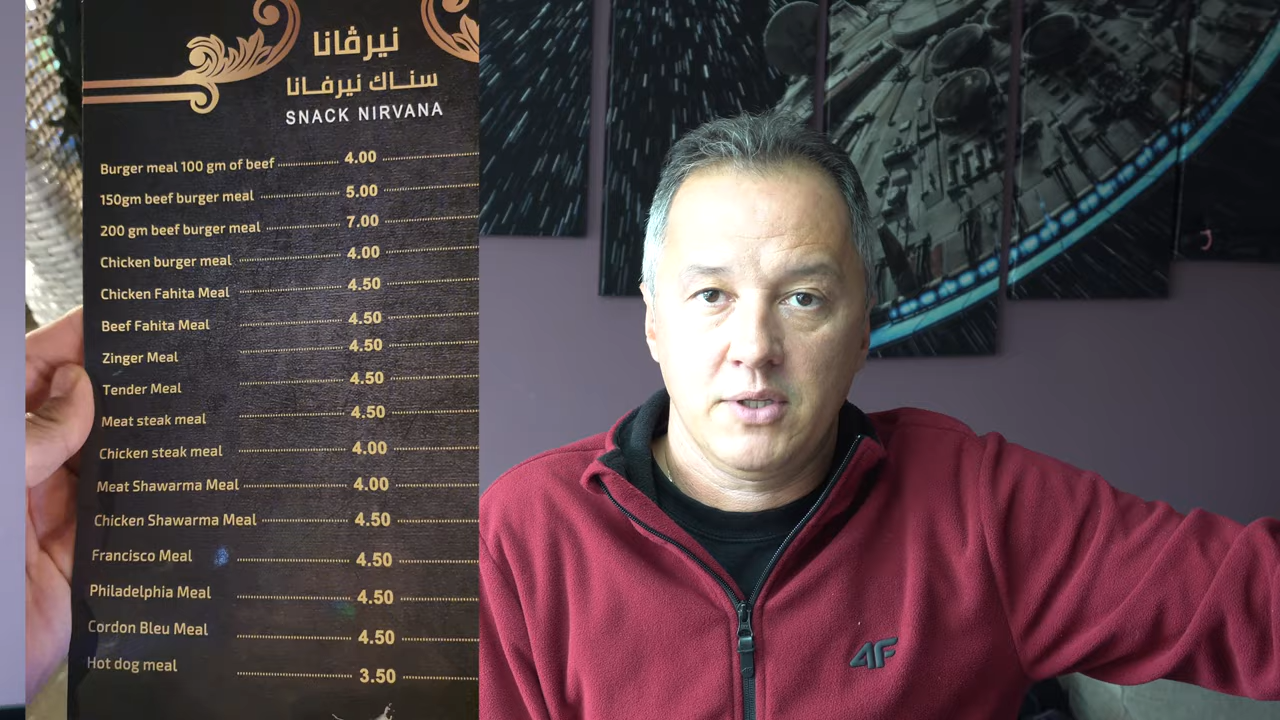 نيرڤانا
سناك نيرفانا
SNACK NIRVANA
Burger meal 100 gm of beef 4.00
150gm beef burger meal 5.00
200 gm beef burger meal 7.00
Chicken burger meal 4.00
Chicken Fahita Meal 4.50
Beef Fahita Meal 4.50
Zinger Meal 4.50
Tender Meal 4.50
Meat steak meal 4.50
Chicken steak meal 4.00
Meat Shawarma Meal 4.00
Chicken Shawarma Meal 4.50
Francisco Meal 4.50
Philadelphia Meal 4.50
Cordon Bleu Meal 4.50
Hot dog meal 3.50
4F